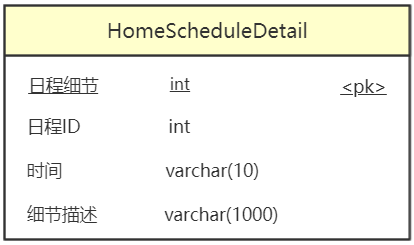 HomeScheduleDetail
日程细节 int <pk>
日程ID int
时间 varchar(10)
细节描述 varchar(1000)